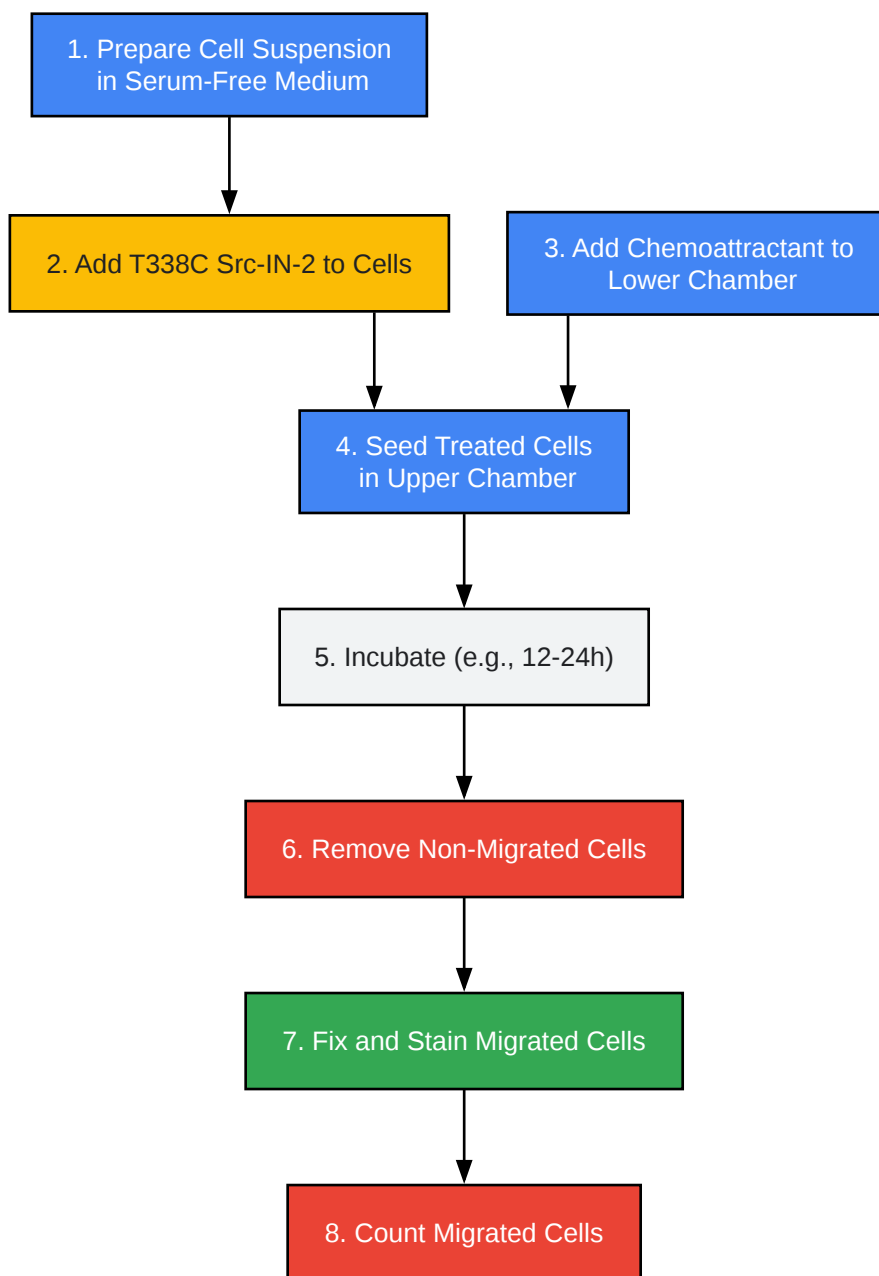 1. Prepare Cell Suspension
in Serum-Free Medium
2. Add T338C Src-IN-2 to Cells
3. Add Chemoattractant to
Lower Chamber
4. Seed Treated Cells
in Upper Chamber
5. Incubate (e.g., 12-24h)
6. Remove Non-Migrated Cells
7. Fix and Stain Migrated Cells
8. Count Migrated Cells